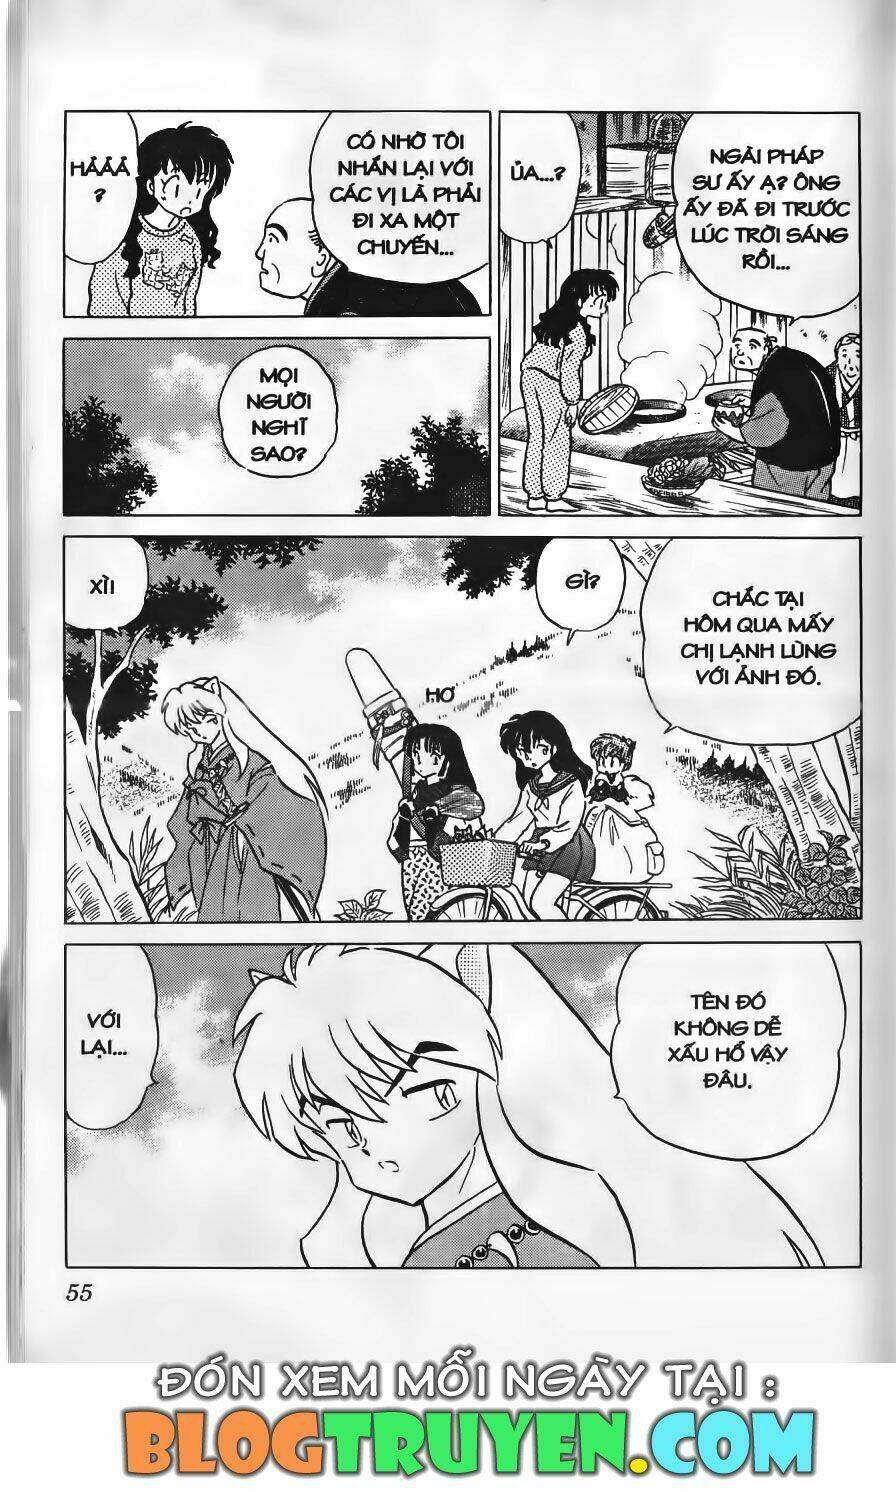 NGÀI PHÁP
SƯ ẤY Ạ? ÔNG
ẤY ĐÃ ĐI TRƯỚC
LÚC TRỜI SÁNG
RỒI...
ỦA...?
CÓ NHỜ TÔI
NHẮN LẠI VỚI
CÁC VỊ LÀ PHẢI
ĐI XA MỘT
CHUYẾN...
HẢẢẢ
?
MỌI
NGƯỜI
NGHĨ
SAO?
CHẮC TẠI
HÔM QUA MẤY
CHỊ LẠNH LÙNG
VỚI ẢNH ĐÓ.
GÌ?
HƠ
XÌI
TÊN ĐÓ
KHÔNG DỄ
XẤU HỔ VẬY
ĐÂU.
VỚI
LẠI...
55
ĐÓN XEM MỖI NGÀY TẠI :
BLOGTRUYEN.COM